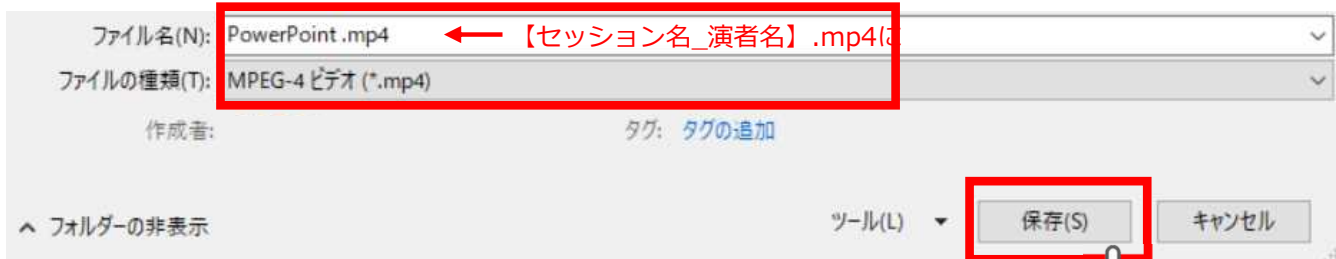 ファイル名(N): PowerPoint.mp4 【セッション名_演者名】.mp4に
ファイルの種類(T): MPEG-4 ビデオ (*.mp4)
作成者: タグ: タグの追加
フォルダーの非表示 ツール(L) 保存(S) キャンセル